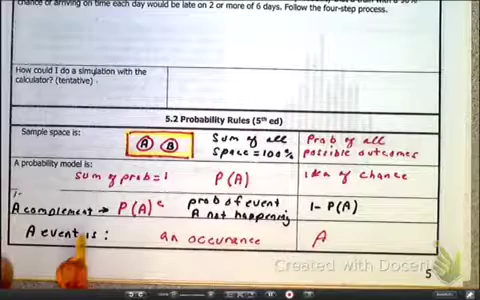 chance of arriving on time each day would be late on 2 or more of 6 days. Follow the four-step process.
How could I do a simulation with the
calculator? (tentative)
5.2 Probability Rules (5th ed)
Sample space is:
A B
Sum of all
space = 100%
Prob of all
possible outcomes
A probability model is:
sum of prob = 1
P(A)
idea of chance
A complement → P(A)ᶜ
prob of event
A not happening
1 - P(A)
A event is:
an occurance
A
Created with Docer
5